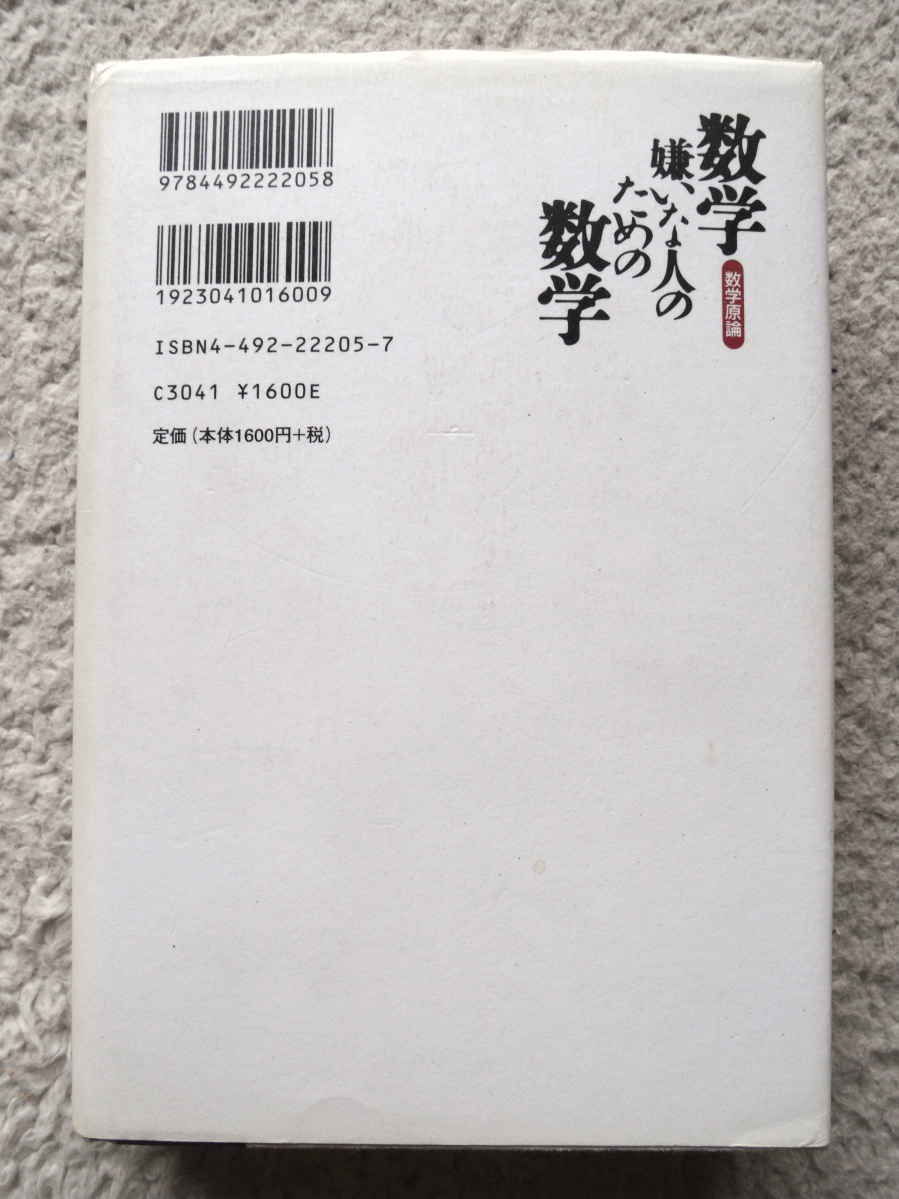 数学
嫌いな人の
ための
数学
数学原論
9784492222058
1923041016009
ISBN4-492-22205-7
C3041 ¥1600E
定価（本体1600円+税）